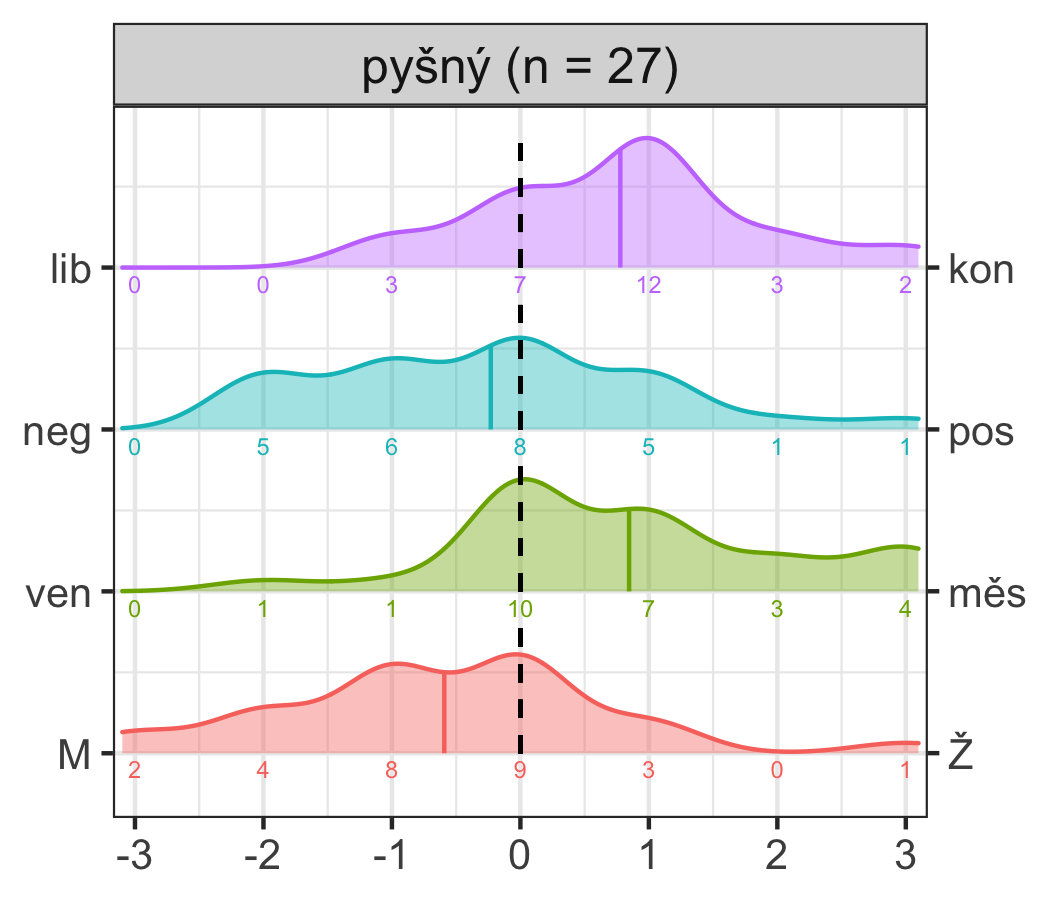 pyšný (n = 27)
lib kon
0 0 3 7 12 3 2
neg pos
0 5 6 8 5 1 1
ven měs
0 1 1 10 7 3 4
M Ž
2 4 8 9 3 0 1
-3 -2 -1 0 1 2 3